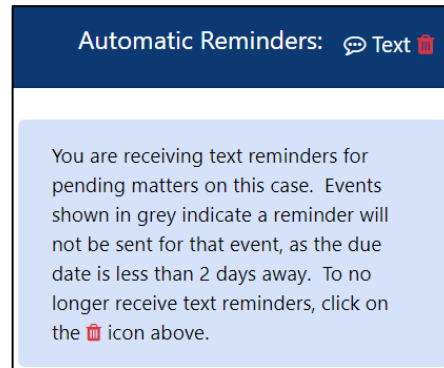 Automatic Reminders: Text
You are receiving text reminders for
pending matters on this case. Events
shown in grey indicate a reminder will
not be sent for that event, as the due
date is less than 2 days away. To no
longer receive text reminders, click on
the icon above.